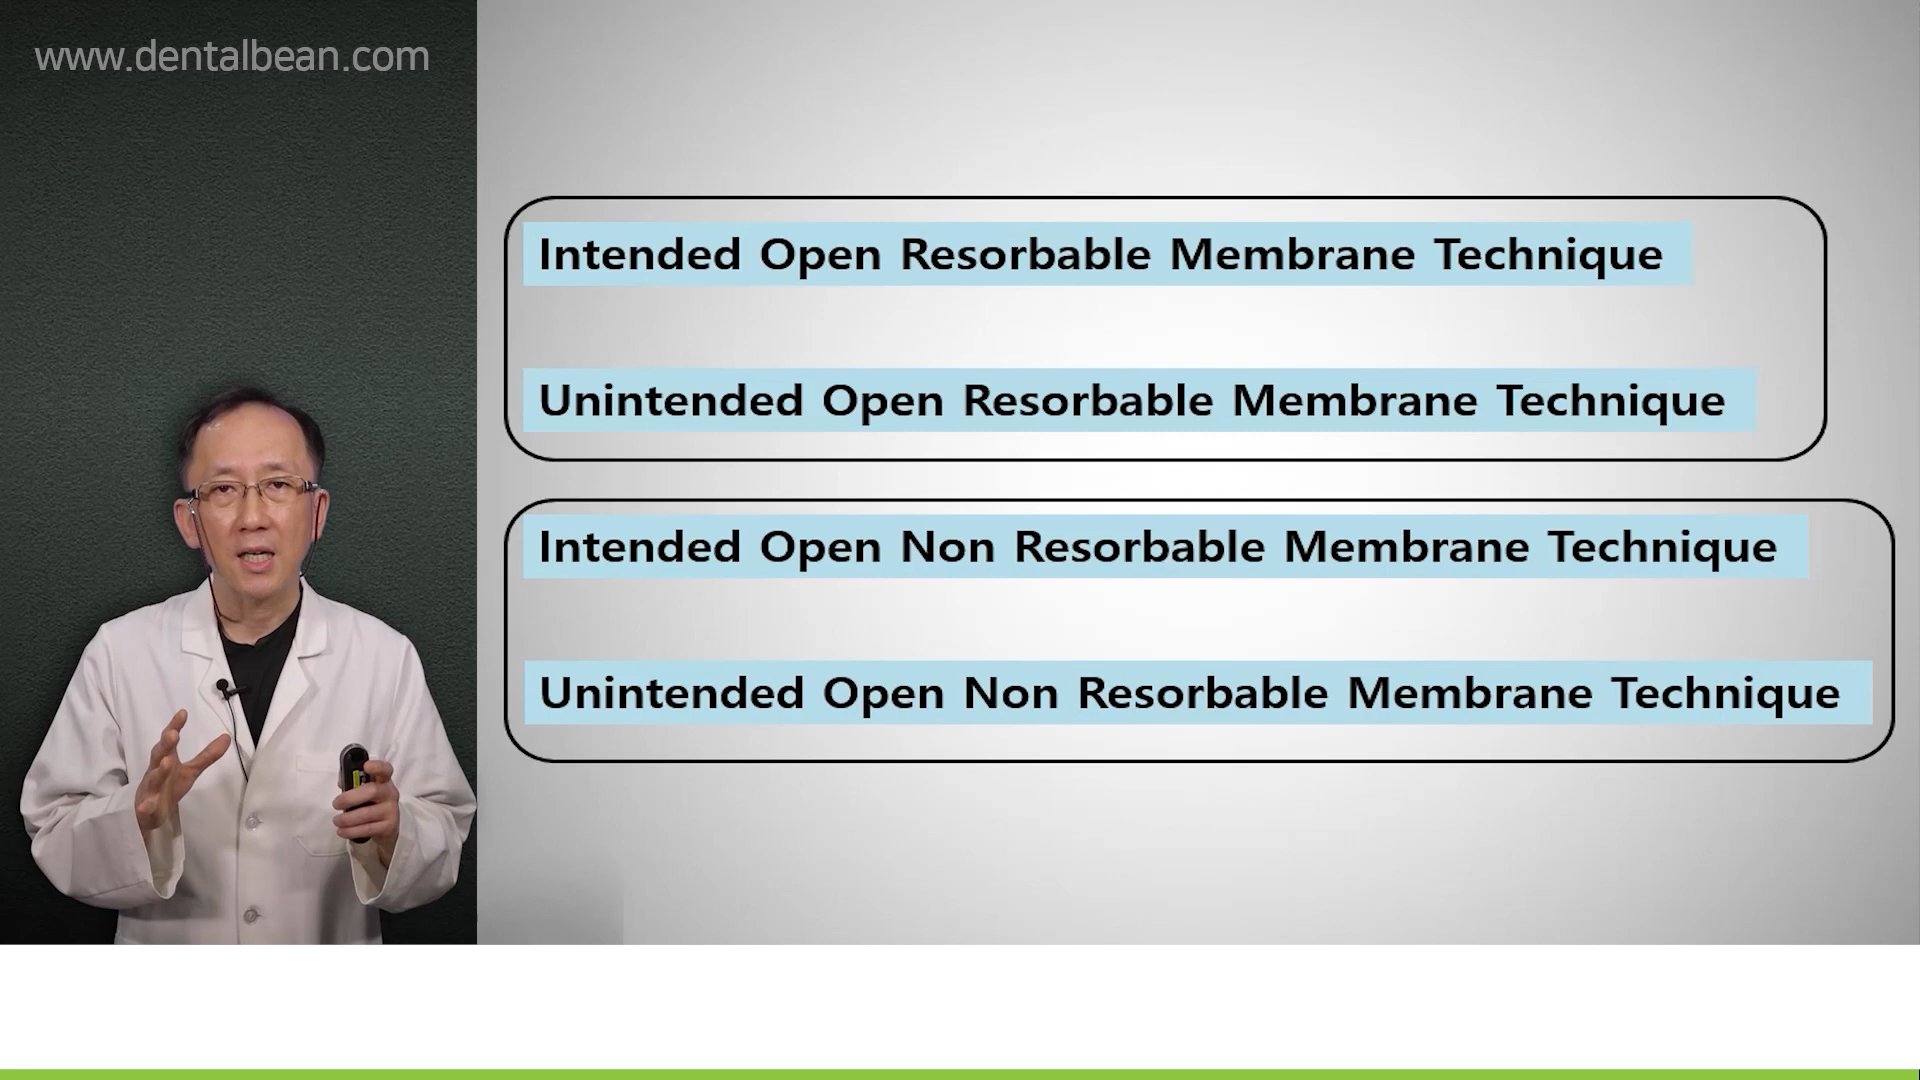 www.dentalbean.com
Intended Open Resorbable Membrane Technique
Unintended Open Resorbable Membrane Technique
Intended Open Non Resorbable Membrane Technique
Unintended Open Non Resorbable Membrane Technique